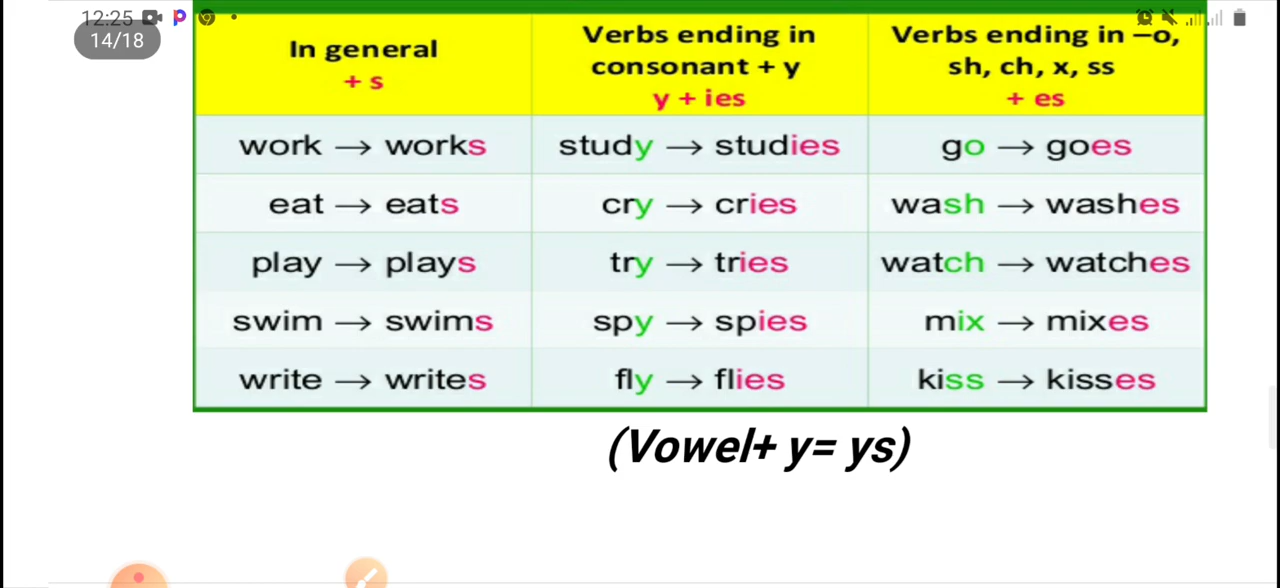 12:25
14/18
In general
+ s
Verbs ending in
consonant + y
y + ies
Verbs ending in –o,
sh, ch, x, ss
+ es
work → works
study → studies
go → goes
eat → eats
cry → cries
wash → washes
play → plays
try → tries
watch → watches
swim → swims
spy → spies
mix → mixes
write → writes
fly → flies
kiss → kisses
(Vowel+ y= ys)